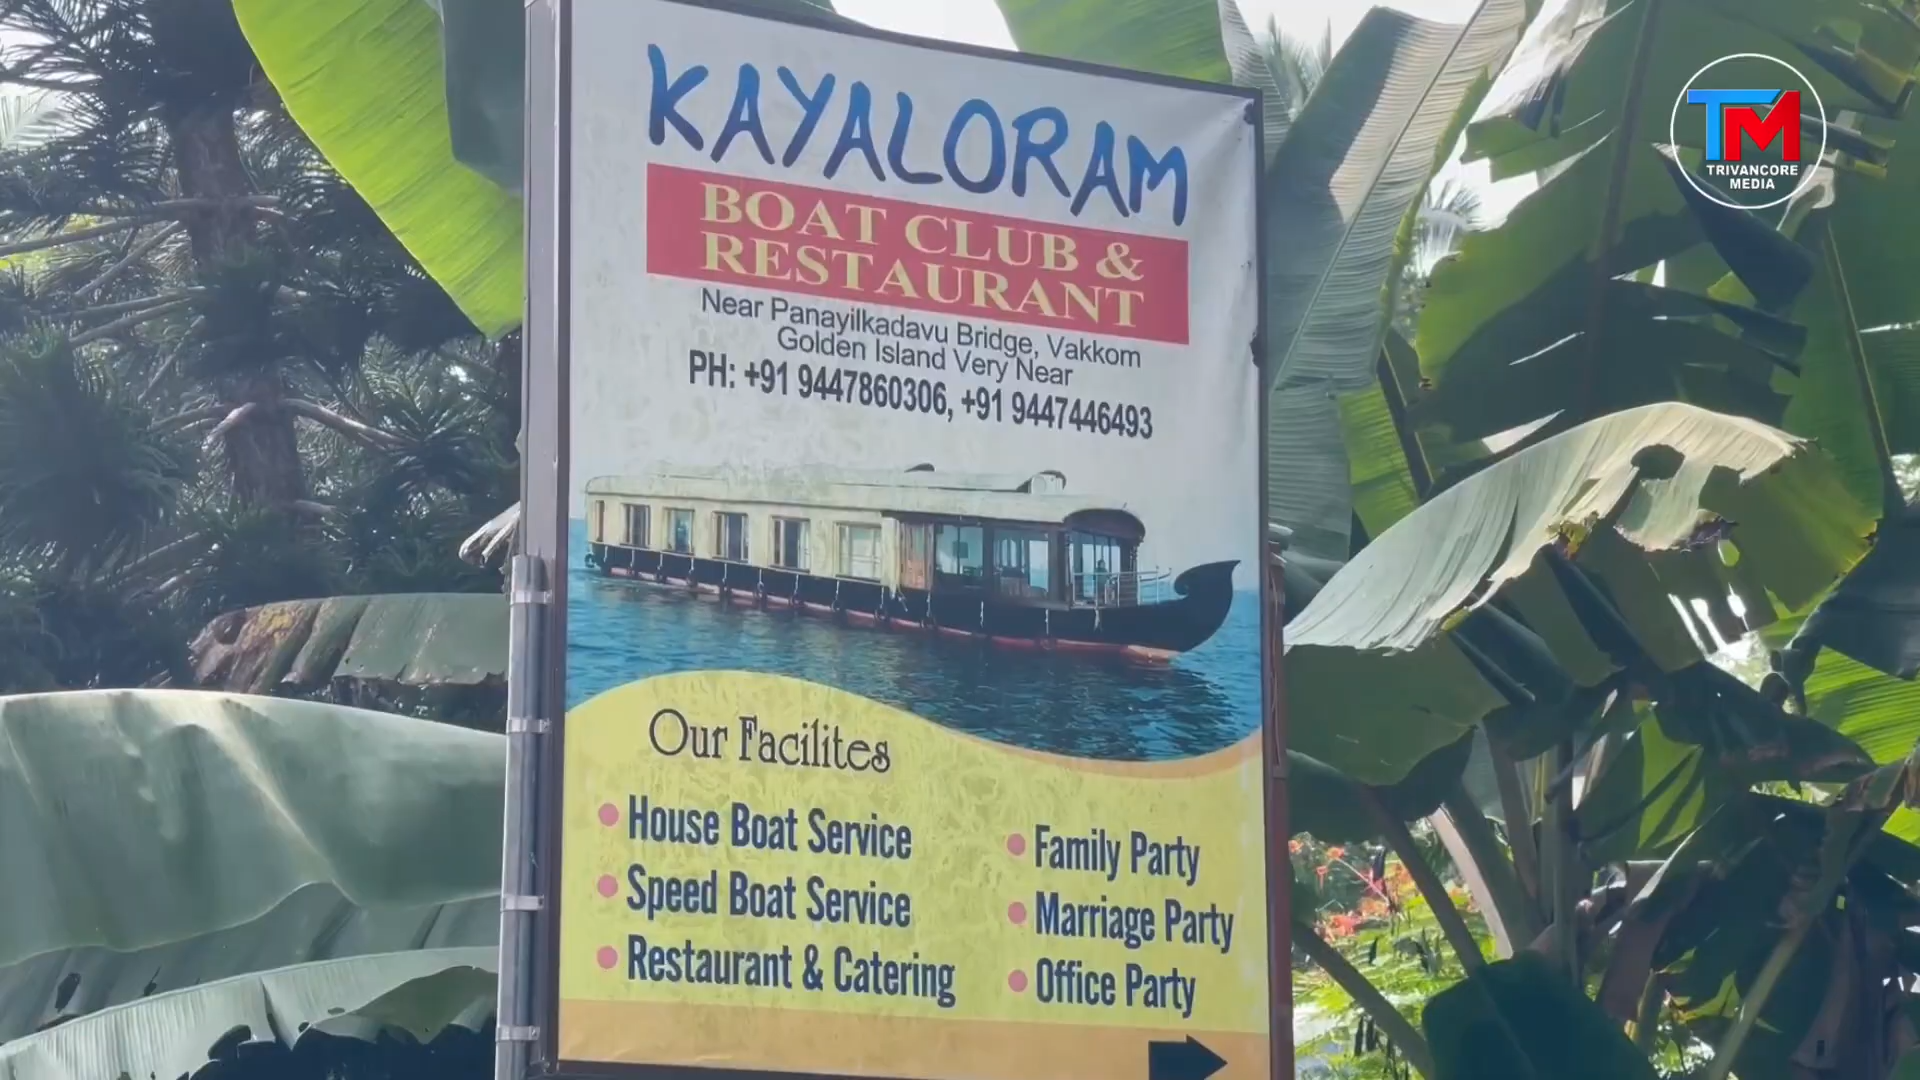 KAYALORAM
BOAT CLUB &
RESTAURANT
Near Panayilkadavu Bridge, Vakkom
Golden Island Very Near
PH: +91 9447860306, +91 9447446493
Our Facilites
House Boat Service
Speed Boat Service
Restaurant & Catering
Family Party
Marriage Party
Office Party
TM
TRIVANCORE
MEDIA